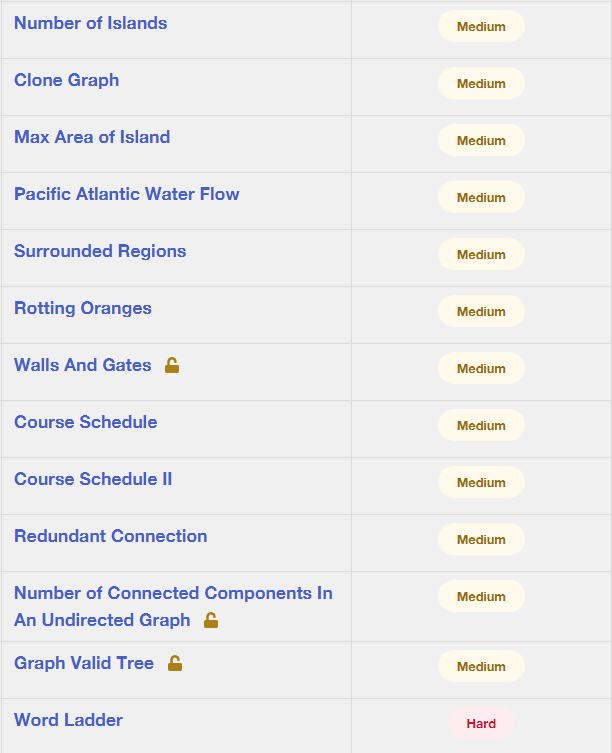 Number of Islands
Medium
Clone Graph
Medium
Max Area of Island
Medium
Pacific Atlantic Water Flow
Medium
Surrounded Regions
Medium
Rotting Oranges
Medium
Walls And Gates
Medium
Course Schedule
Medium
Course Schedule II
Medium
Redundant Connection
Medium
Number of Connected Components In
An Undirected Graph
Medium
Graph Valid Tree
Medium
Word Ladder
Hard